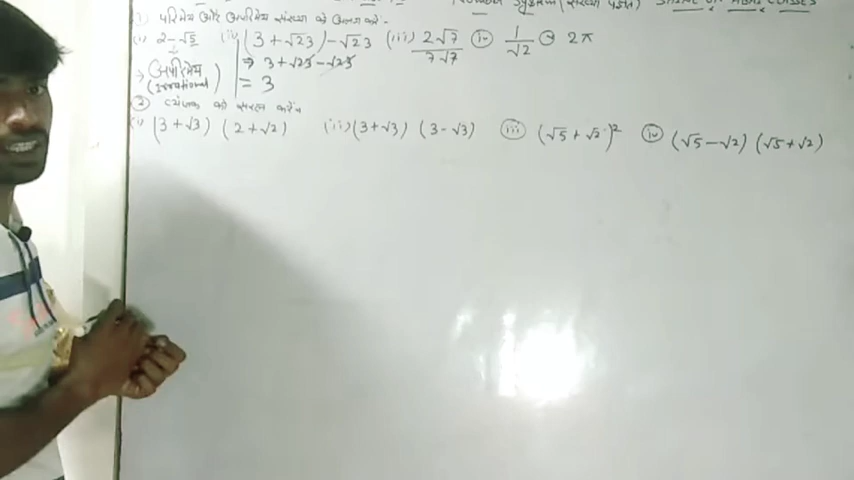 ① परिमेय और अपरिमेय संख्या को अलग करें -
(i) 2 - √5 (ii) (3 + √23) - √23 (iii) 2√7 / 7√7 (iv) 1/√2 (v) 2π
⇒ अपरिमेय (Irrational)
⇒ 3 + √23 - √23
= 3
② व्यंजक को सरल करें
(i) (3 + √3) (2 + √2) (ii) (3 + √3) (3 - √3) (iii) (√5 + √2)² (iv) (√5 - √2) (√5 + √2)